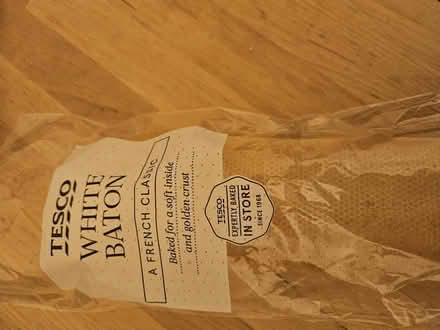 TESCO
WHITE
BATON
A FRENCH CLASSIC
Baked for a soft inside
and golden crust
TESCO
EXPERTLY BAKED
IN STORE
SINCE 1968